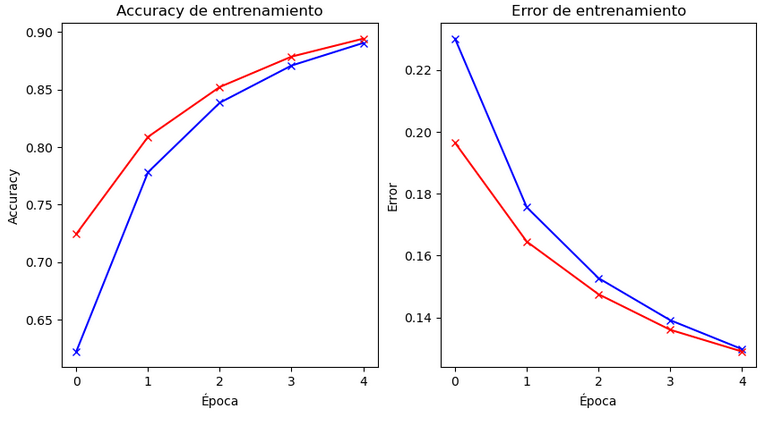 Accuracy de entrenamiento
Accuracy
0.90
0.85
0.80
0.75
0.70
0.65
0 1 2 3 4
Época
Error de entrenamiento
Error
0.22
0.20
0.18
0.16
0.14
0 1 2 3 4
Época